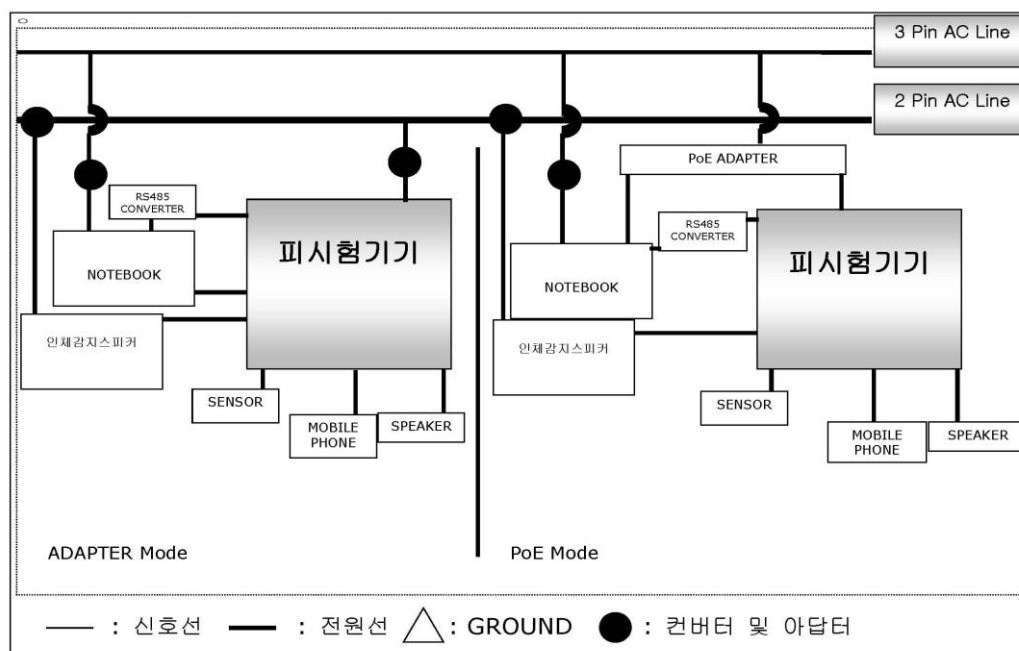 3 Pin AC Line
2 Pin AC Line
PoE ADAPTER
RS485
CONVERTER
NOTEBOOK
피시험기기
인체감지스피커
SENSOR
MOBILE
PHONE
SPEAKER
RS485
CONVERTER
NOTEBOOK
피시험기기
인체감지스피커
SENSOR
MOBILE
PHONE
SPEAKER
ADAPTER Mode
PoE Mode
: 신호선
: 전원선
: GROUND
: 컨버터 및 아답터